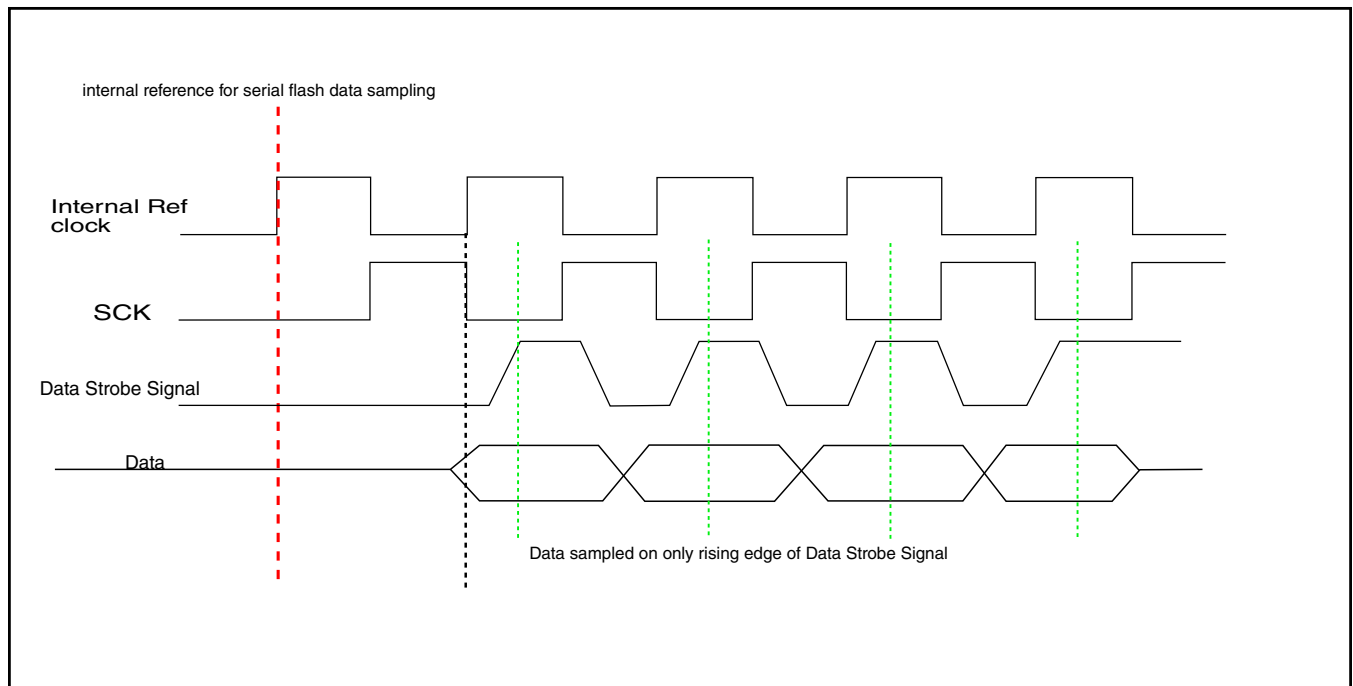 internal reference for serial flash data sampling
Internal Ref
clock
SCK
Data Strobe Signal
Data
Data sampled on only rising edge of Data Strobe Signal